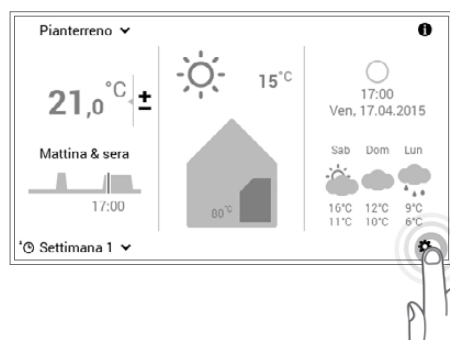 Pianterreno
21,0°C ±
15°C
17:00
Ven, 17.04.2015
Mattina & sera
17:00
80°C
Sab Dom Lun
16°C 12°C 9°C
11°C 10°C 6°C
Settimana 1